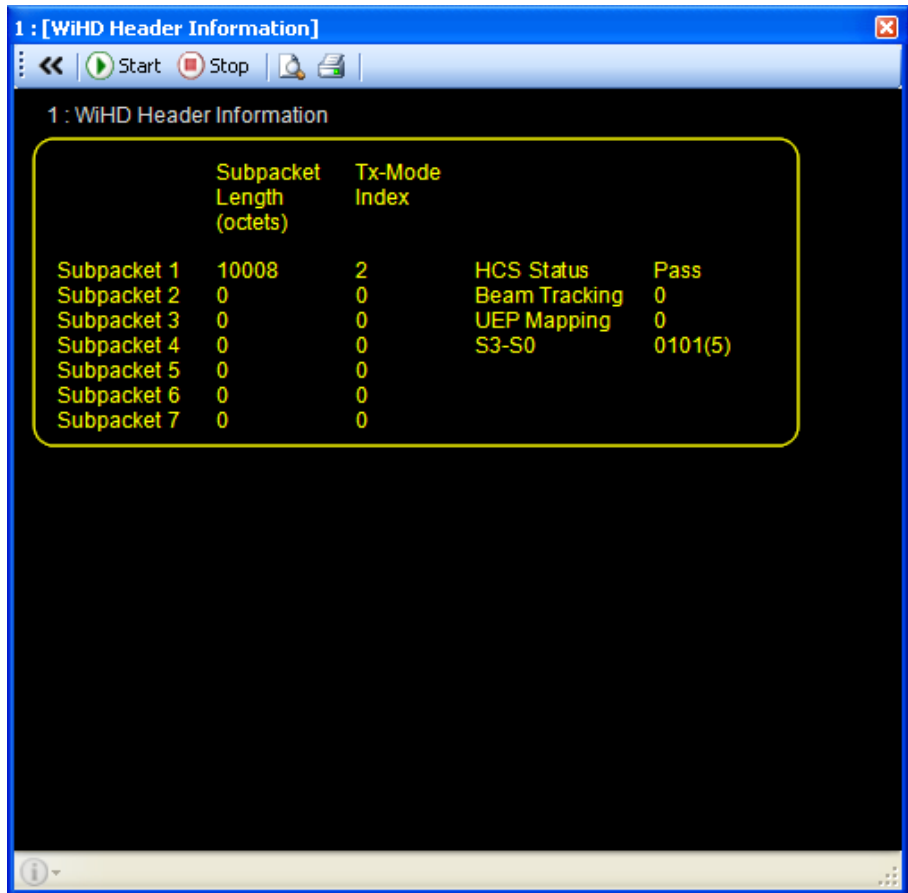 1 : [WiHD Header Information]
Start Stop
1 : WiHD Header Information
Subpacket Tx-Mode
Length Index
(octets)
Subpacket 1 10008 2 HCS Status Pass
Subpacket 2 0 0 Beam Tracking 0
Subpacket 3 0 0 UEP Mapping 0
Subpacket 4 0 0 S3-S0 0101(5)
Subpacket 5 0 0
Subpacket 6 0 0
Subpacket 7 0 0